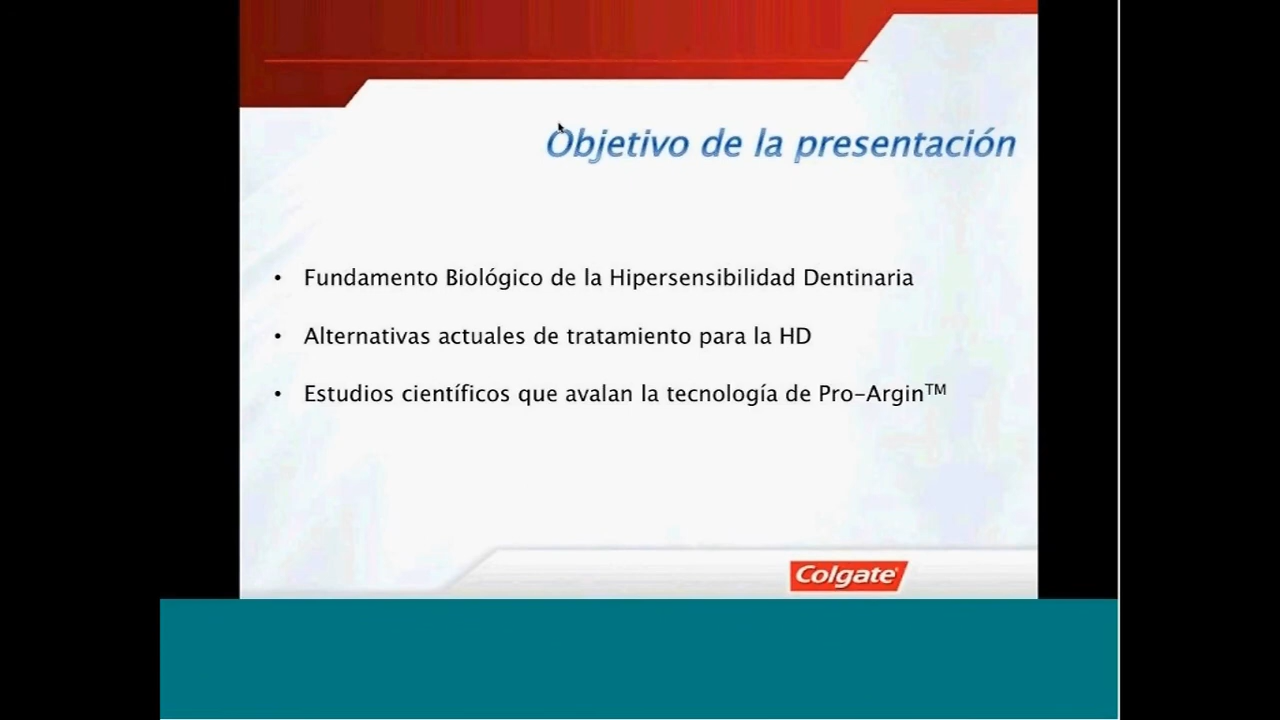 Objetivo de la presentación
• Fundamento Biológico de la Hipersensibilidad Dentinaria
• Alternativas actuales de tratamiento para la HD
• Estudios científicos que avalan la tecnología de Pro-Argin™
Colgate